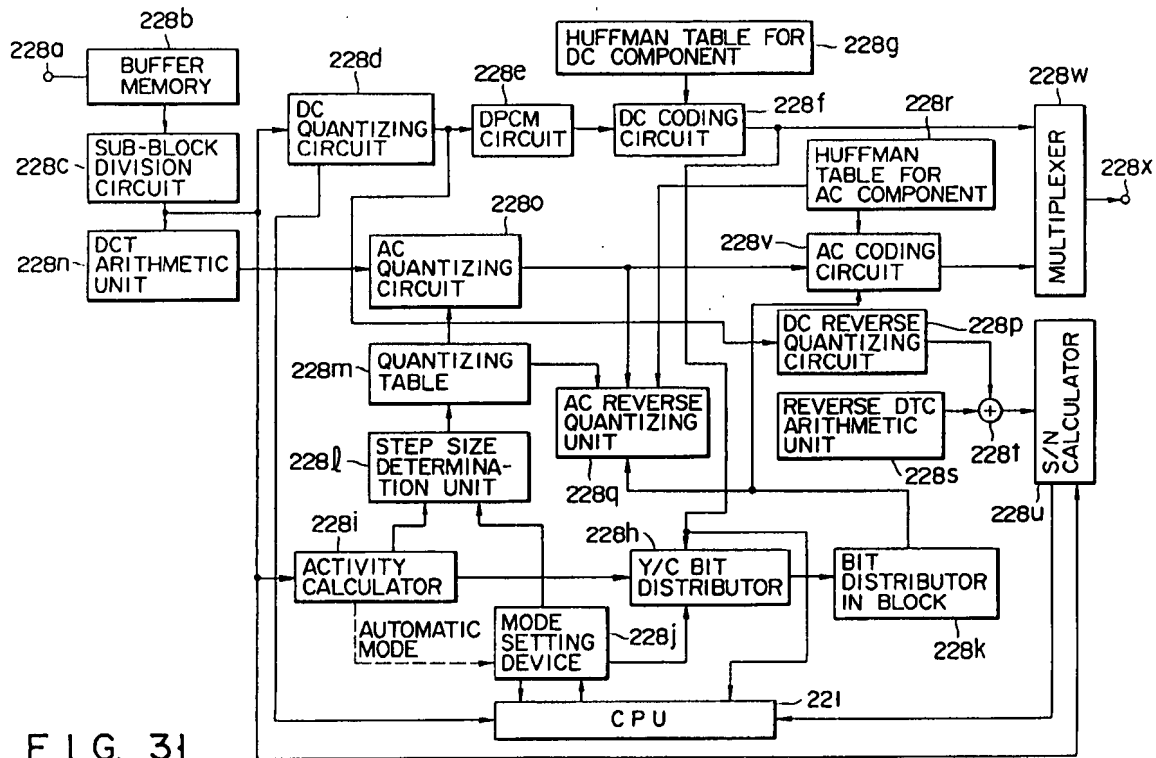 228b
228a
BUFFER
MEMORY
228d
228e
HUFFMAN TABLE FOR
DC COMPONENT
228g
228w
228c
SUB-BLOCK
DIVISION
CIRCUIT
DC
QUANTIZING
CIRCUIT
DPCM
CIRCUIT
DC CODING
CIRCUIT
228f
228r
HUFFMAN
TABLE FOR
AC COMPONENT
MULTIPLEXER
228x
228n
DCT
ARITHMETIC
UNIT
228o
AC
QUANTIZING
CIRCUIT
228v
AC CODING
CIRCUIT
228m
QUANTIZING
TABLE
DC REVERSE
QUANTIZING
CIRCUIT
228p
AC REVERSE
QUANTIZING
UNIT
228q
REVERSE DTC
ARITHMETIC
UNIT
228s
+
228t
S/N CALCULATOR
228u
228l
STEP SIZE
DETERMINA-
TION UNIT
228i
ACTIVITY
CALCULATOR
228h
Y/C BIT
DISTRIBUTOR
BIT
DISTRIBUTOR
IN BLOCK
228k
AUTOMATIC
MODE
MODE
SETTING
DEVICE
228j
CPU
221
FIG. 31